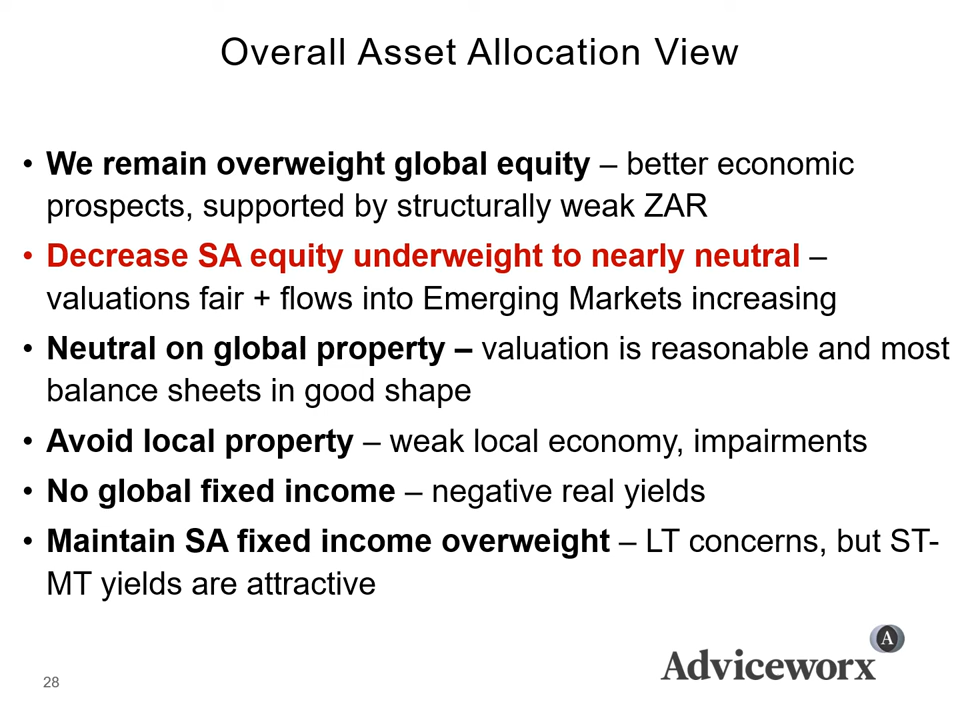 Overall Asset Allocation View
• We remain overweight global equity – better economic
prospects, supported by structurally weak ZAR
• Decrease SA equity underweight to nearly neutral –
valuations fair + flows into Emerging Markets increasing
• Neutral on global property – valuation is reasonable and most
balance sheets in good shape
• Avoid local property – weak local economy, impairments
• No global fixed income – negative real yields
• Maintain SA fixed income overweight – LT concerns, but ST-
MT yields are attractive
A
Adviceworx
28